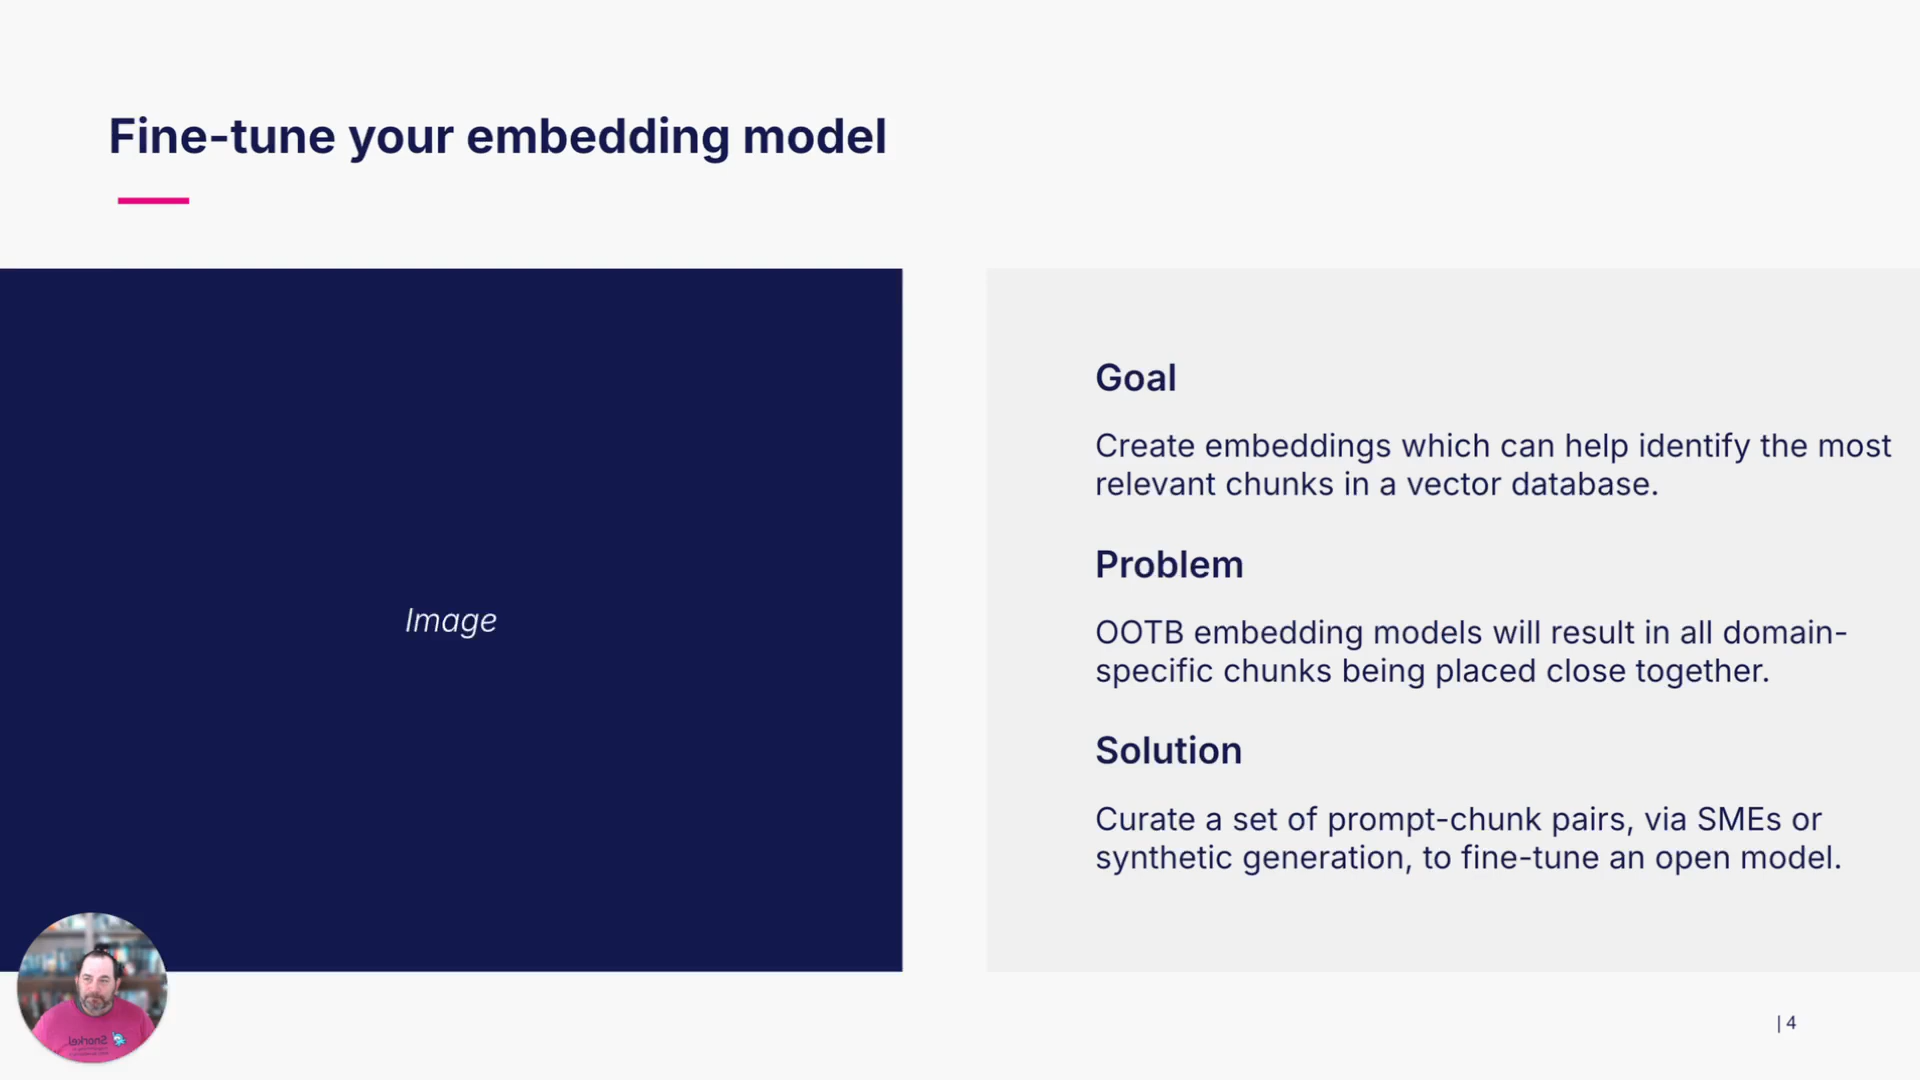 Fine-tune your embedding model
Image
Goal
Create embeddings which can help identify the most
relevant chunks in a vector database.
Problem
OOTB embedding models will result in all domain-
specific chunks being placed close together.
Solution
Curate a set of prompt-chunk pairs, via SMEs or
synthetic generation, to fine-tune an open model.
Snorkel
| 4